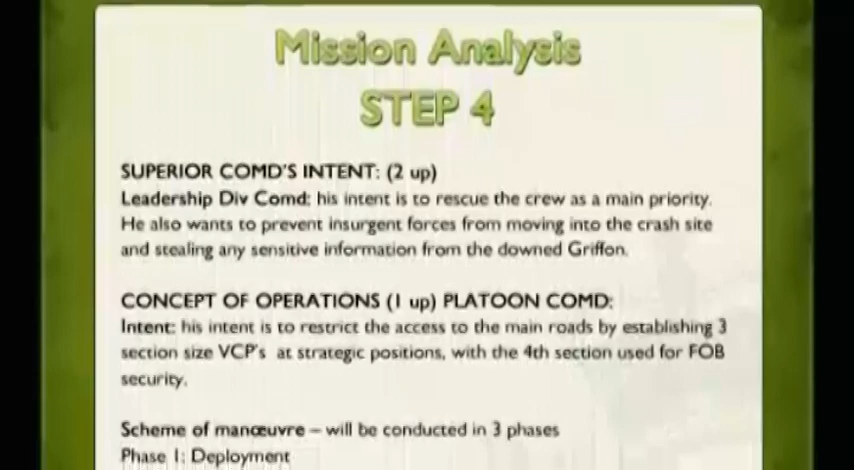 Mission Analysis
STEP 4
SUPERIOR COMD'S INTENT: (2 up)
Leadership Div Comd: his intent is to rescue the crew as a main priority.
He also wants to prevent insurgent forces from moving into the crash site
and stealing any sensitive information from the downed Griffon.
CONCEPT OF OPERATIONS (1 up) PLATOON COMD:
Intent: his intent is to restrict the access to the main roads by establishing 3
section size VCP's at strategic positions, with the 4th section used for FOB
security.
Scheme of manœuvre – will be conducted in 3 phases
Phase 1: Deployment